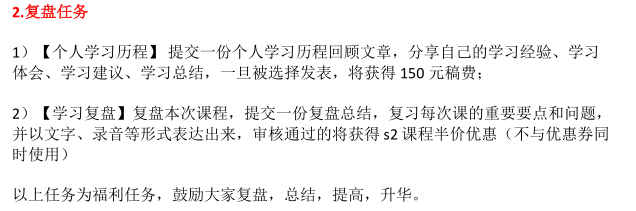 2.复盘任务
1）【个人学习历程】 提交一份个人学习历程回顾文章，分享自己的学习经验、学习
体会、学习建议、学习总结，一旦被选择发表，将获得 150 元稿费；
2）【学习复盘】复盘本次课程，提交一份复盘总结，复习每次课的重要要点和问题，
并以文字、录音等形式表达出来，审核通过的将获得 s2 课程半价优惠（不与优惠券同
时使用）
以上任务为福利任务，鼓励大家复盘，总结，提高，升华。